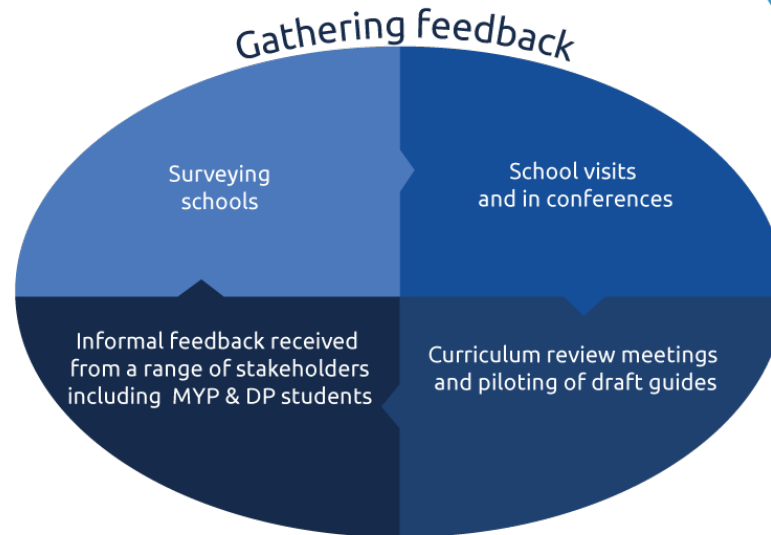 Gathering feedback
Surveying
schools
School visits
and in conferences
Informal feedback received
from a range of stakeholders
including MYP & DP students
Curriculum review meetings
and piloting of draft guides